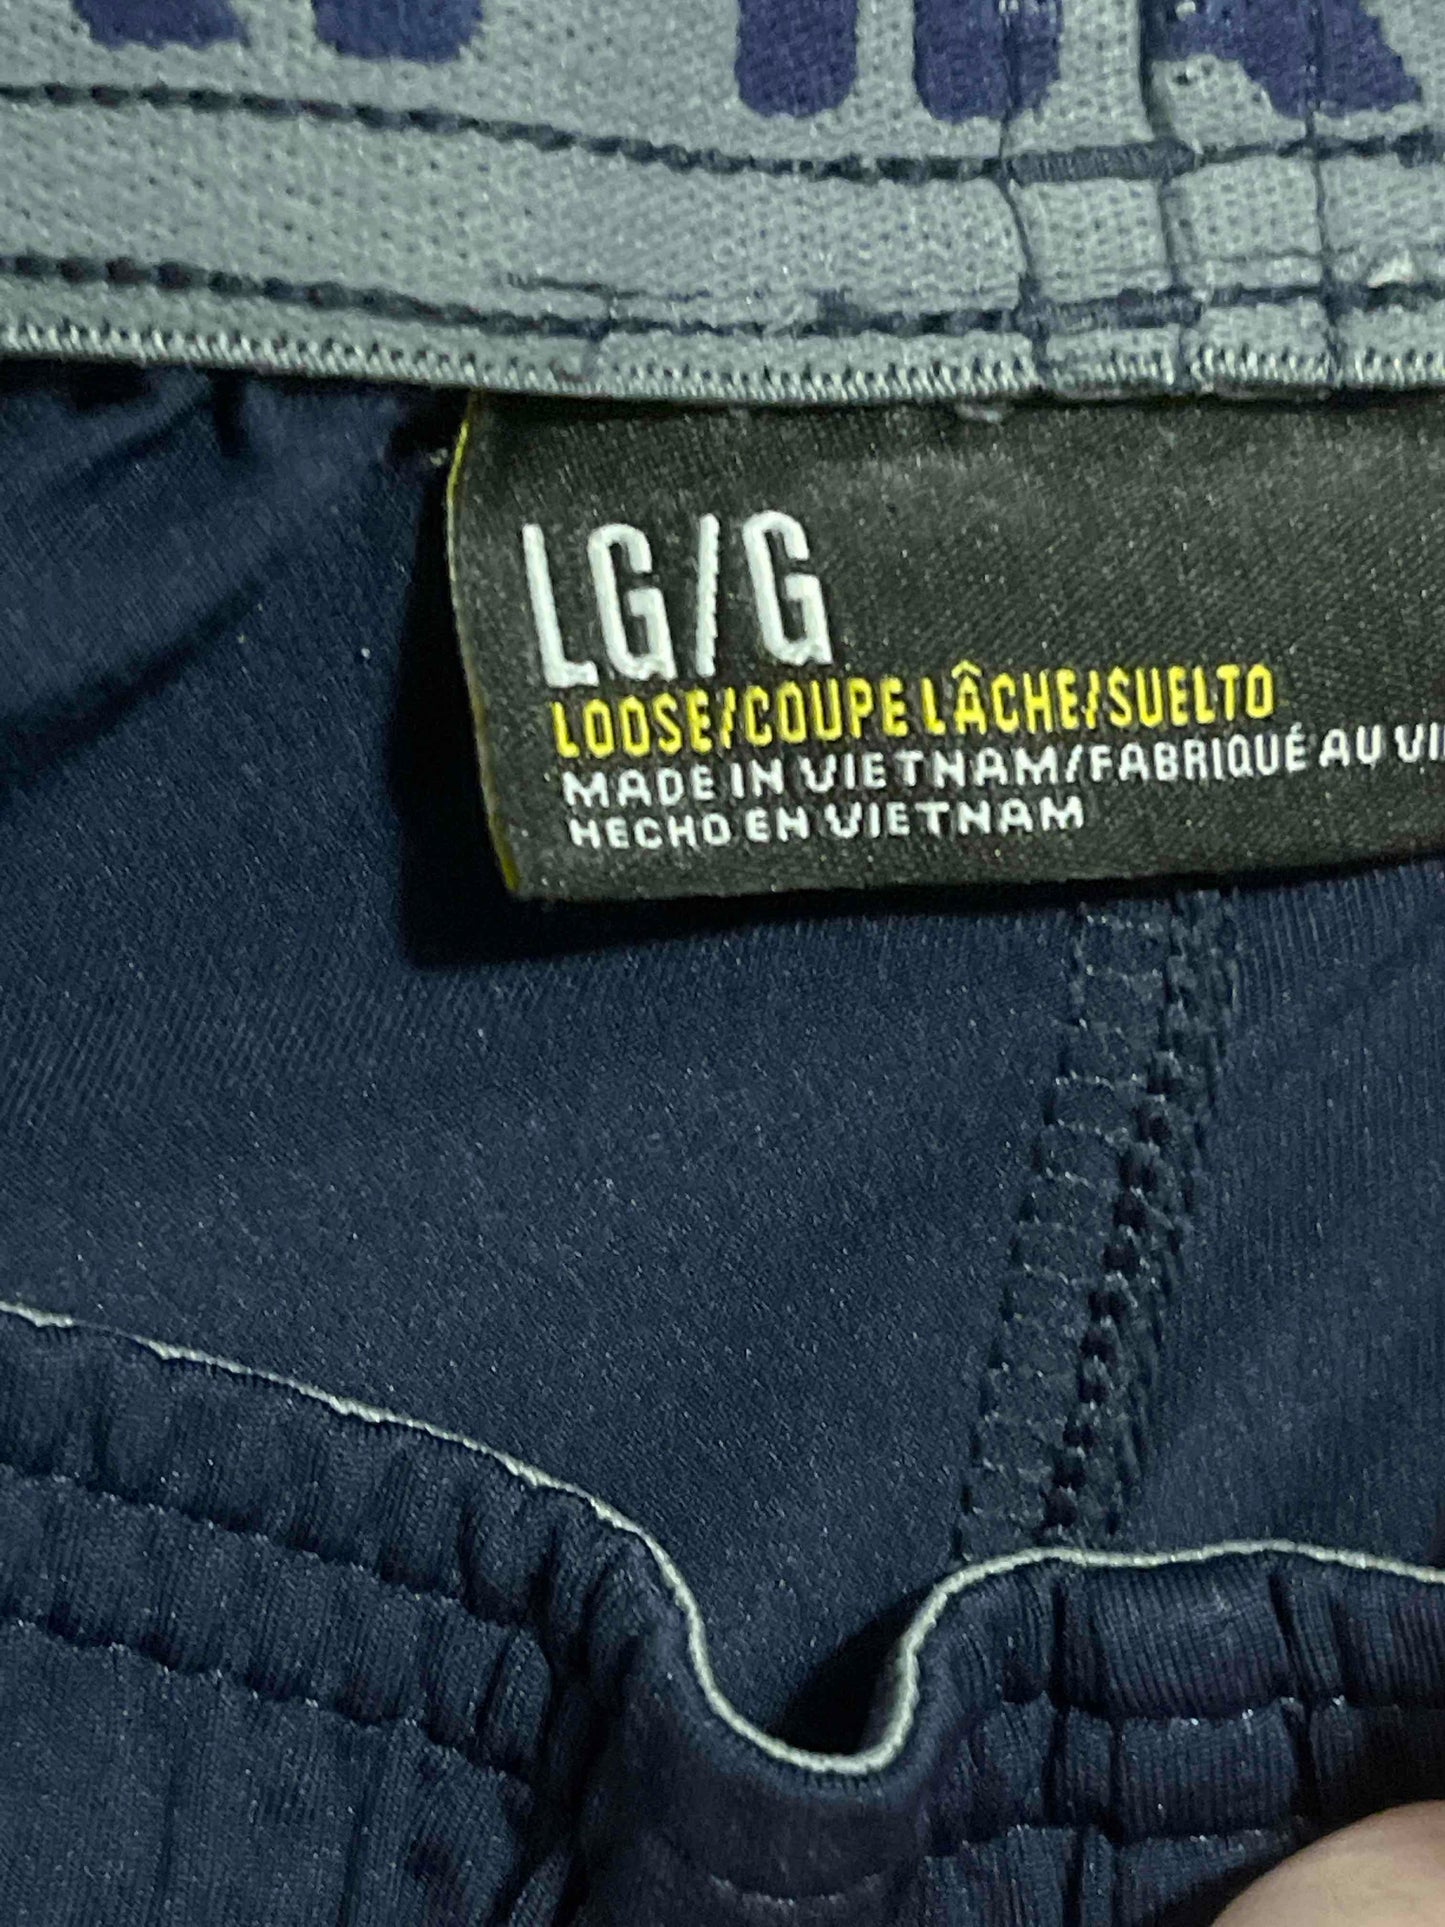 LG/G
LOOSE/COUPE LÂCHE/SUELTO
MADE IN VIETNAM/FABRIQUÉ AU
HECHO EN VIETNAM